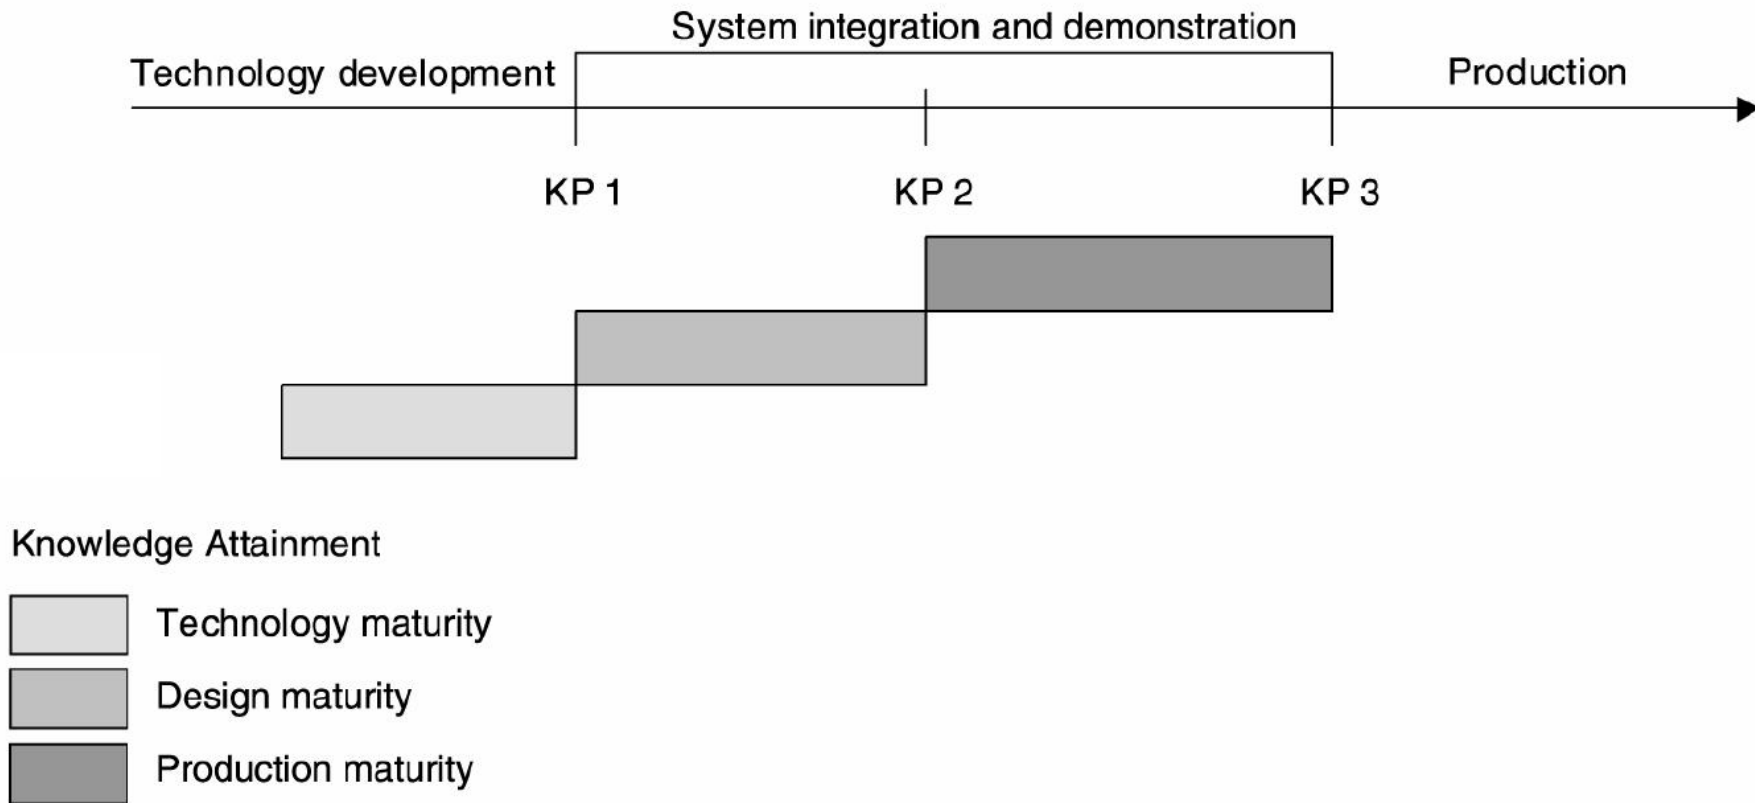 System integration and demonstration
Technology development
Production
KP 1
KP 2
KP 3
Knowledge Attainment
Technology maturity
Design maturity
Production maturity